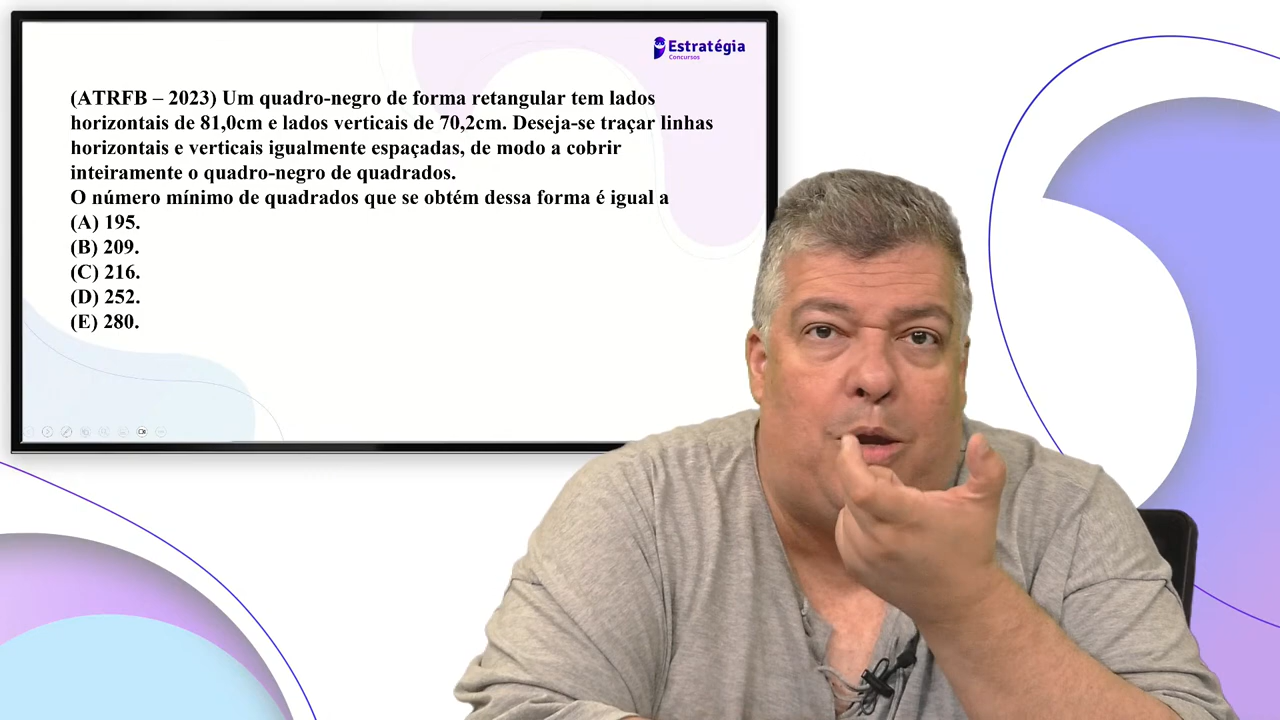 Estratégia
Concursos
(ATRFB – 2023) Um quadro-negro de forma retangular tem lados
horizontais de 81,0cm e lados verticais de 70,2cm. Deseja-se traçar linhas
horizontais e verticais igualmente espaçadas, de modo a cobrir
inteiramente o quadro-negro de quadrados.
O número mínimo de quadrados que se obtém dessa forma é igual a
(A) 195.
(B) 209.
(C) 216.
(D) 252.
(E) 280.